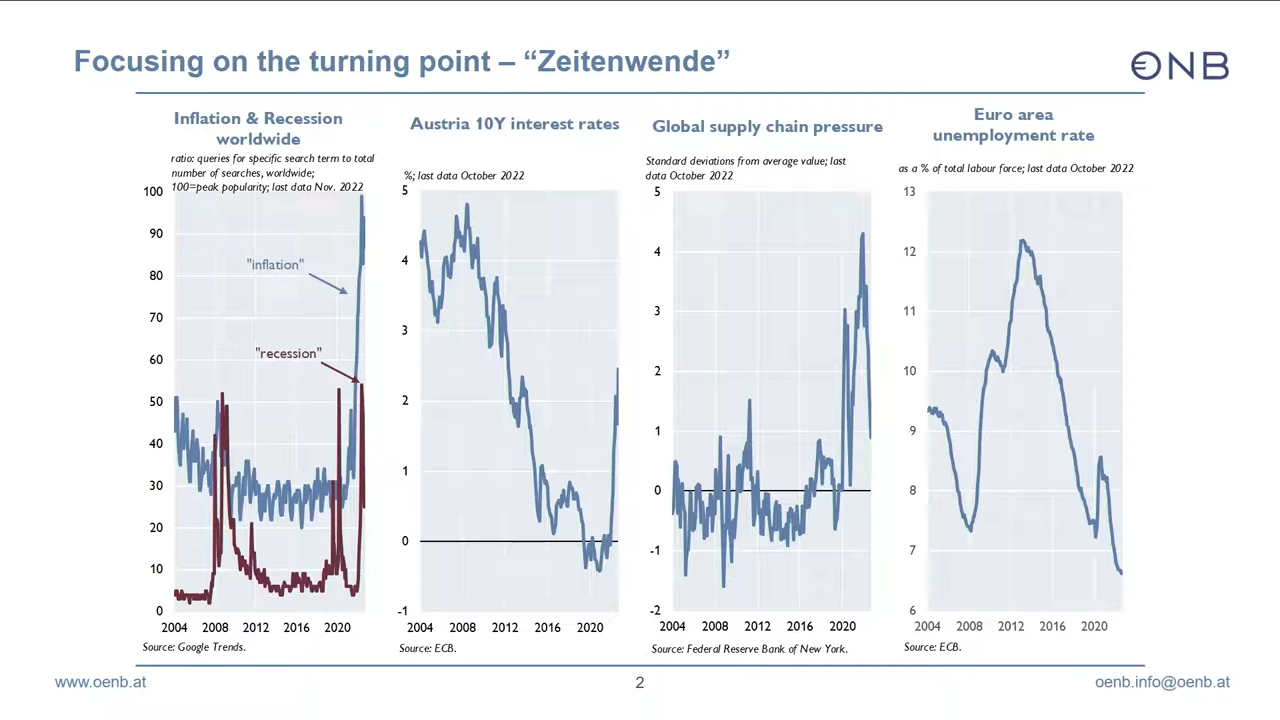 Focusing on the turning point – “Zeitenwende”
€NB
Inflation & Recession
worldwide
ratio: queries for specific search term to total
number of searches, worldwide;
100=peak popularity; last data Nov. 2022
100
90
80
70
60
50
40
30
20
10
0
"inflation"
"recession"
2004 2008 2012 2016 2020
Source: Google Trends.
Austria 10Y interest rates
%; last data October 2022
5
4
3
2
1
0
-1
2004 2008 2012 2016 2020
Source: ECB.
Global supply chain pressure
Standard deviations from average value; last
data October 2022
5
4
3
2
1
0
-1
-2
2004 2008 2012 2016 2020
Source: Federal Reserve Bank of New York.
Euro area
unemployment rate
as a % of total labour force; last data October 2022
13
12
11
10
9
8
7
6
2004 2008 2012 2016 2020
Source: ECB.
www.oenb.at
2
oenb.info@oenb.at